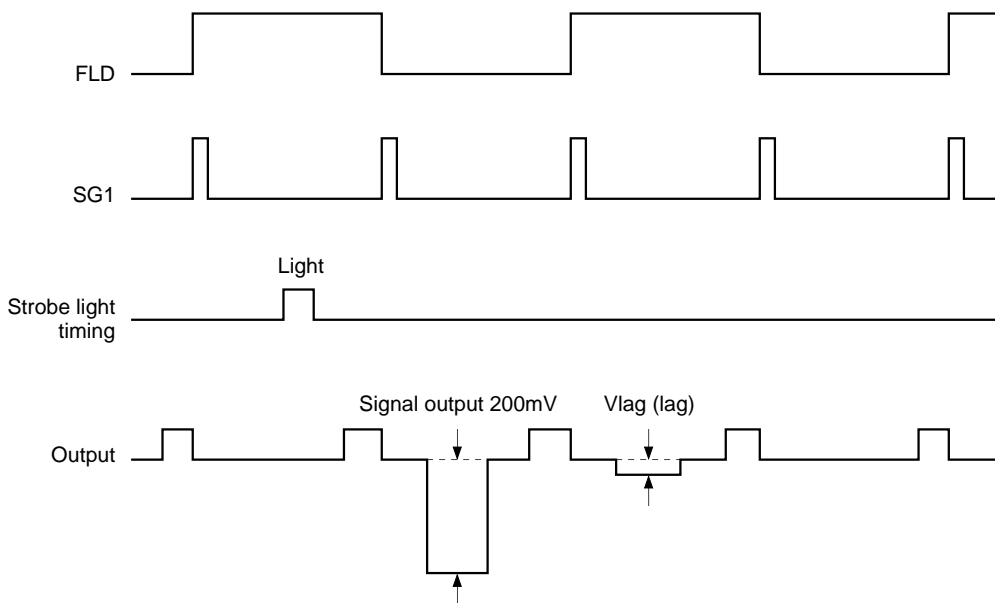 FLD
SG1
Light
Strobe light
timing
Signal output 200mV
Vlag (lag)
Output